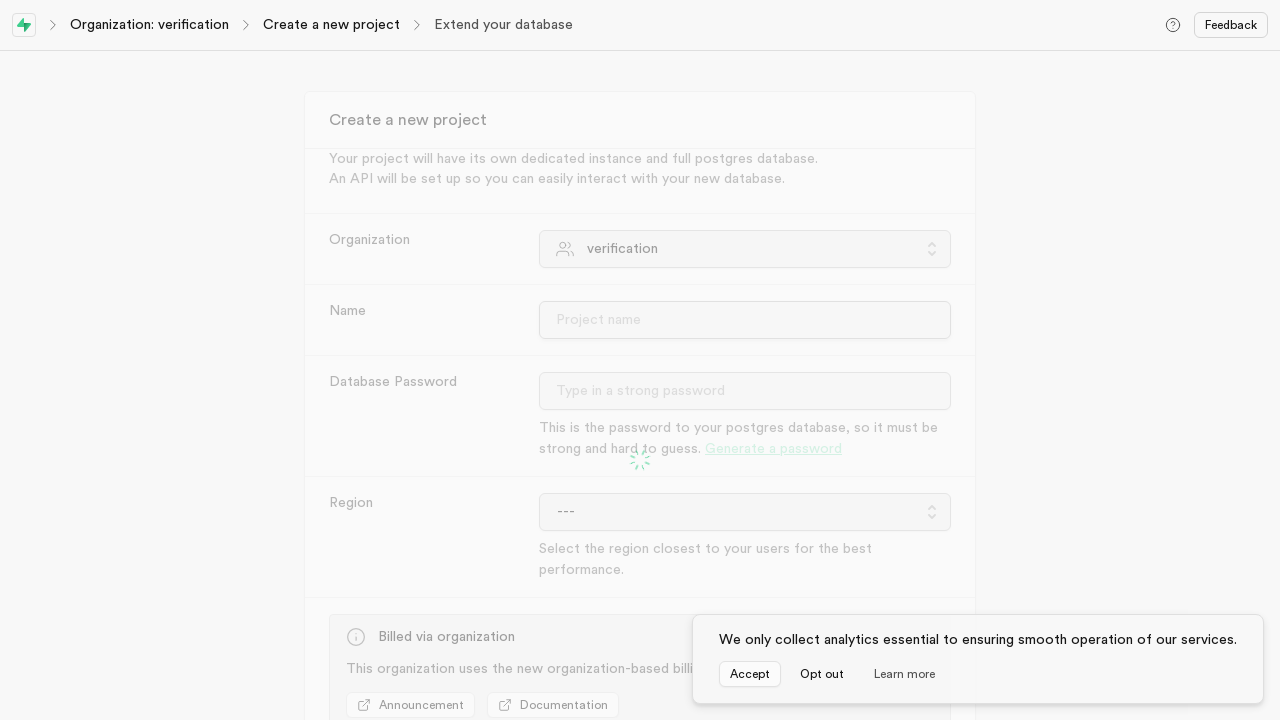 Organization: verification
Create a new project
Extend your database
Feedback
Create a new project
Your project will have its own dedicated instance and full postgres database.
An API will be set up so you can easily interact with your new database.
Organization
verification
Name
Project name
Database Password
Type in a strong password
This is the password to your postgres database, so it must be
strong and hard to guess. Generate a password
Region
---
Select the region closest to your users for the best
performance.
Billed via organization
This organization uses the new organization-based
Announcement
Documentation
We only collect analytics essential to ensuring smooth operation of our services.
Accept
Opt out
Learn more